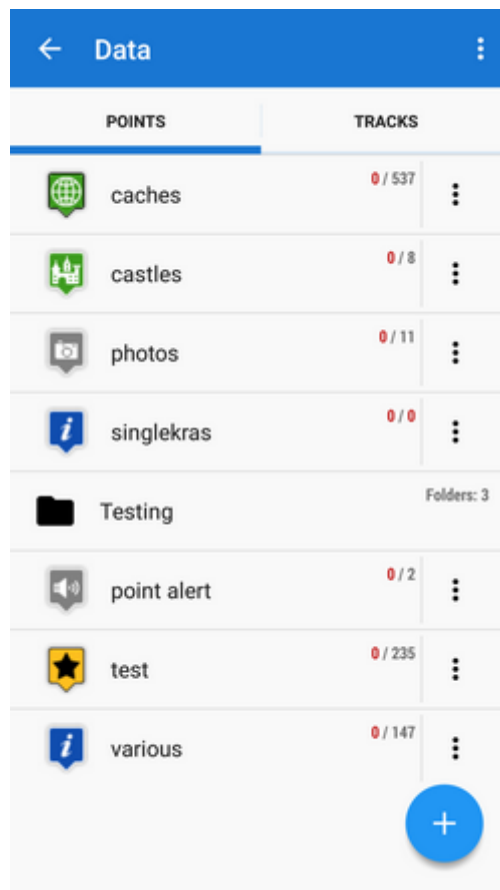 Data
POINTS TRACKS
caches 0 / 537
castles 0 / 8
photos 0 / 11
singlekras 0 / 0
Testing Folders: 3
point alert 0 / 2
test 0 / 235
various 0 / 147